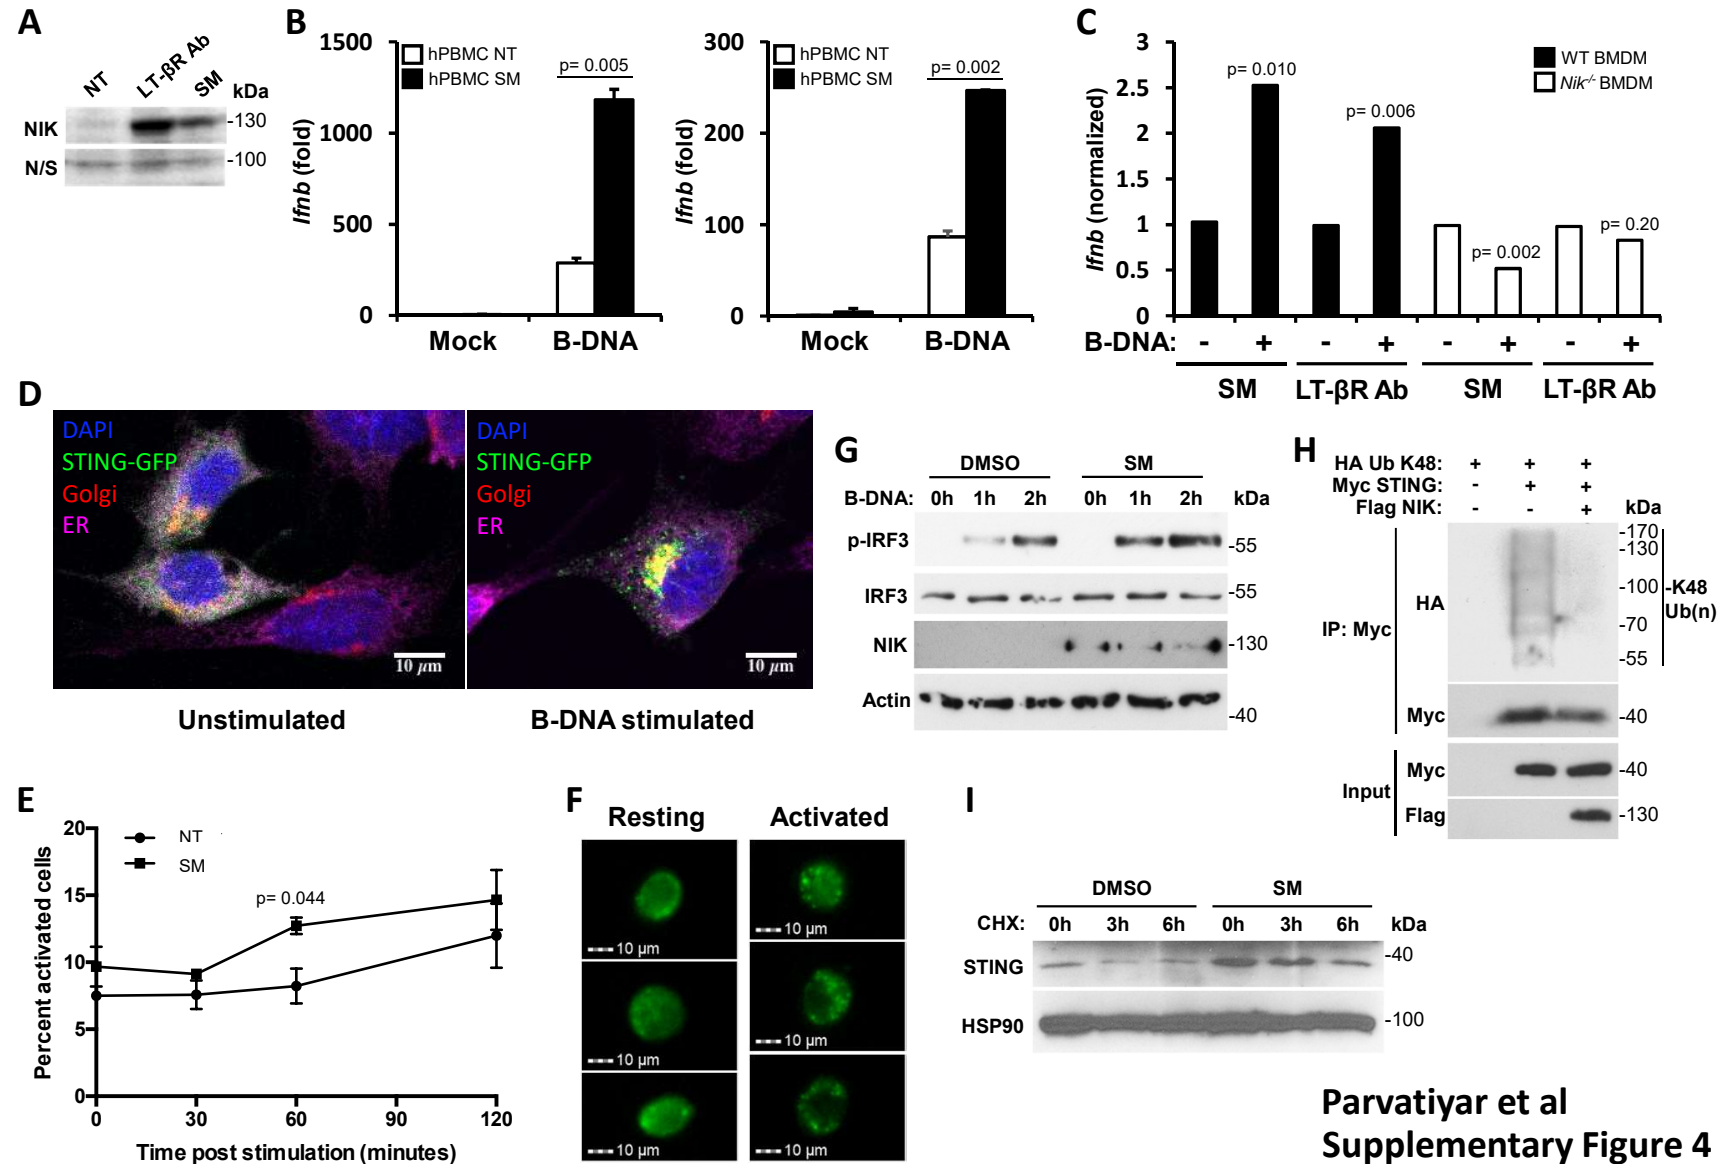 A
NT
LT-βR Ab
SM
kDa
NIK
-130
N/S
-100
B
1500
1000
500
0
Ifnb (fold)
hPBMC NT
hPBMC SM
p= 0.005
Mock
B-DNA
300
200
100
0
Ifnb (fold)
hPBMC NT
hPBMC SM
p= 0.002
Mock
B-DNA
C
3
2.5
2
1.5
1
0.5
0
Ifnb (normalized)
WT BMDM
Nik-/- BMDM
p= 0.010
p= 0.006
p= 0.002
p= 0.20
B-DNA: - + - + - + - +
SM
LT-βR Ab
SM
LT-βR Ab
D
DAPI
STING-GFP
Golgi
ER
10 µm
Unstimulated
DAPI
STING-GFP
Golgi
ER
10 µm
B-DNA stimulated
E
20
15
10
5
0
Percent activated cells
NT
SM
p= 0.044
0 30 60 90 120
Time post stimulation (minutes)
F
Resting
Activated
10 µm
10 µm
10 µm
10 µm
10 µm
10 µm
G
DMSO
SM
B-DNA: 0h 1h 2h 0h 1h 2h kDa
p-IRF3
-55
IRF3
-55
NIK
-130
Actin
-40
H
HA Ub K48: + + +
Myc STING: - + +
Flag NIK: - - +
kDa
-170
-130
-100
-70
-55
-K48
Ub(n)
IP: Myc
HA
Myc
-40
Input
Myc
-40
Flag
-130
I
DMSO
SM
CHX: 0h 3h 6h 0h 3h 6h kDa
STING
-40
HSP90
-100
Parvatiyar et al
Supplementary Figure 4